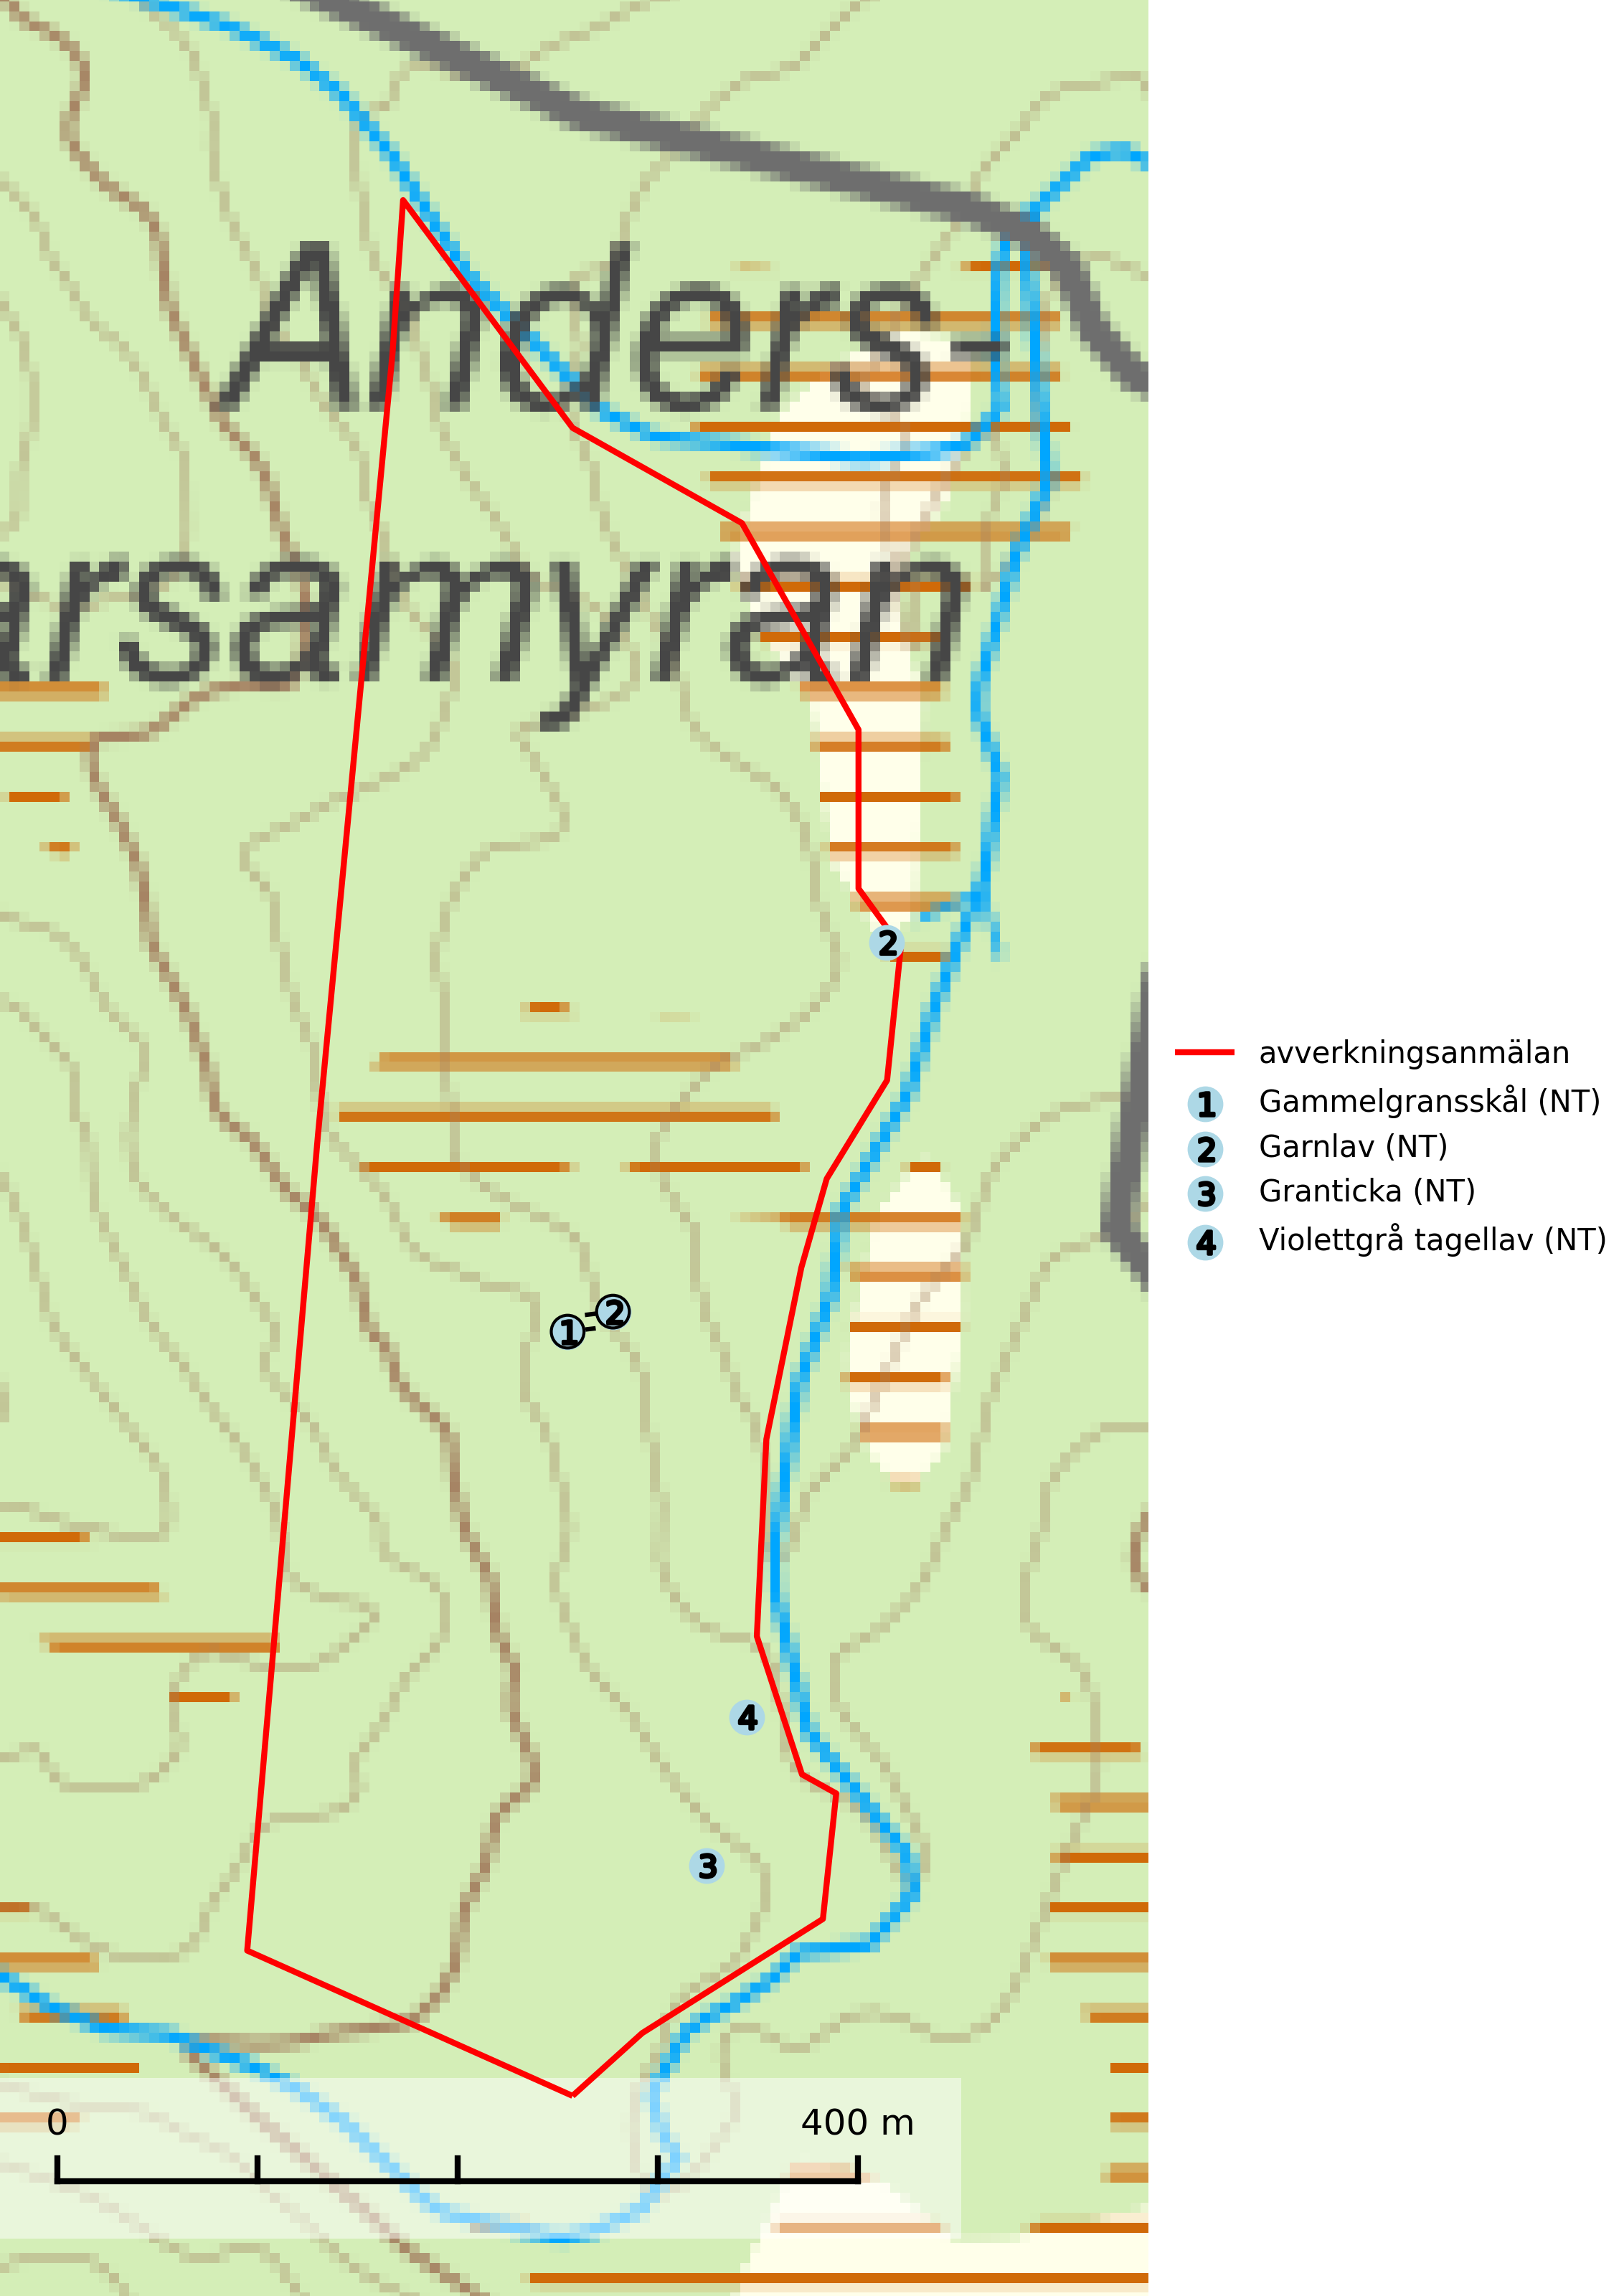 Anders-
arsamyran
2
2
1
4
3
0 400 m
avverkningsanmälan
1 Gammelgransskål (NT)
2 Garnlav (NT)
3 Granticka (NT)
4 Violettgrå tagellav (NT)